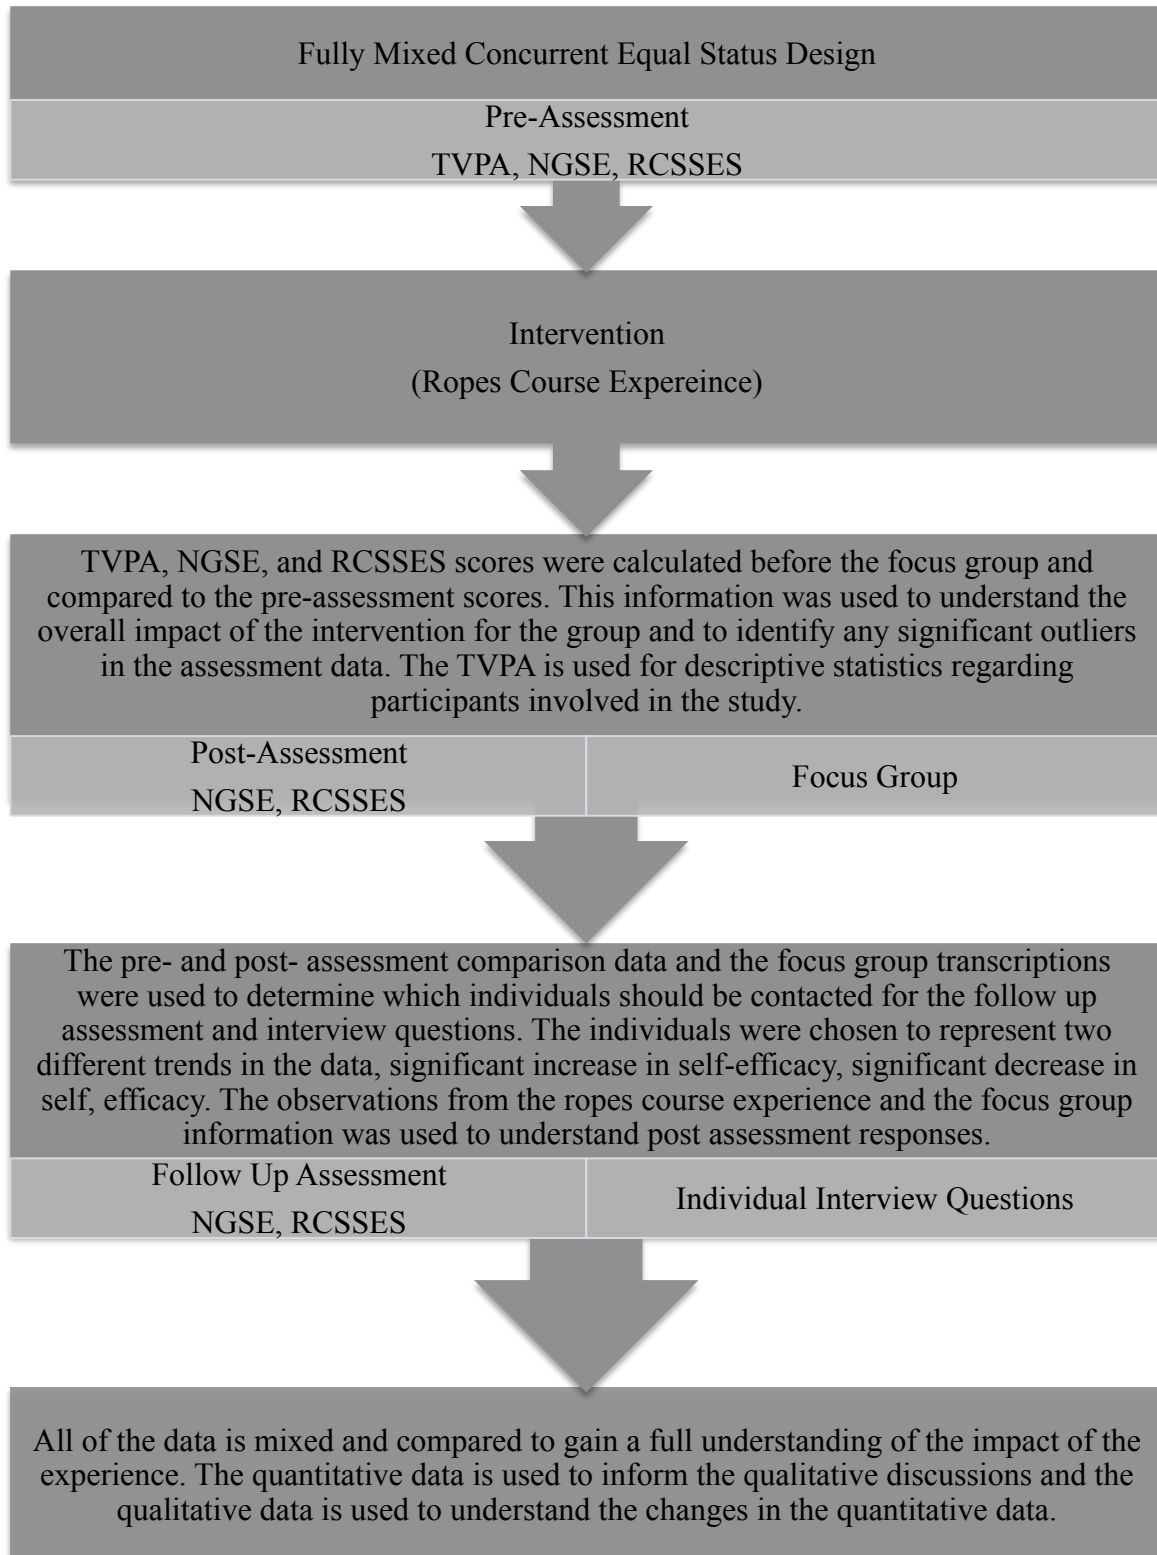 Fully Mixed Concurrent Equal Status Design
Pre-Assessment
TVPA, NGSE, RCSSES
Intervention
(Ropes Course Expereince)
TVPA, NGSE, and RCSSES scores were calculated before the focus group and
compared to the pre-assessment scores. This information was used to understand the
overall impact of the intervention for the group and to identify any significant outliers
in the assessment data. The TVPA is used for descriptive statistics regarding
participants involved in the study.
Post-Assessment
NGSE, RCSSES
Focus Group
The pre- and post- assessment comparison data and the focus group transcriptions
were used to determine which individuals should be contacted for the follow up
assessment and interview questions. The individuals were chosen to represent two
different trends in the data, significant increase in self-efficacy, significant decrease in
self, efficacy. The observations from the ropes course experience and the focus group
information was used to understand post assessment responses.
Follow Up Assessment
NGSE, RCSSES
Individual Interview Questions
All of the data is mixed and compared to gain a full understanding of the impact of the
experience. The quantitative data is used to inform the qualitative discussions and the
qualitative data is used to understand the changes in the quantitative data.